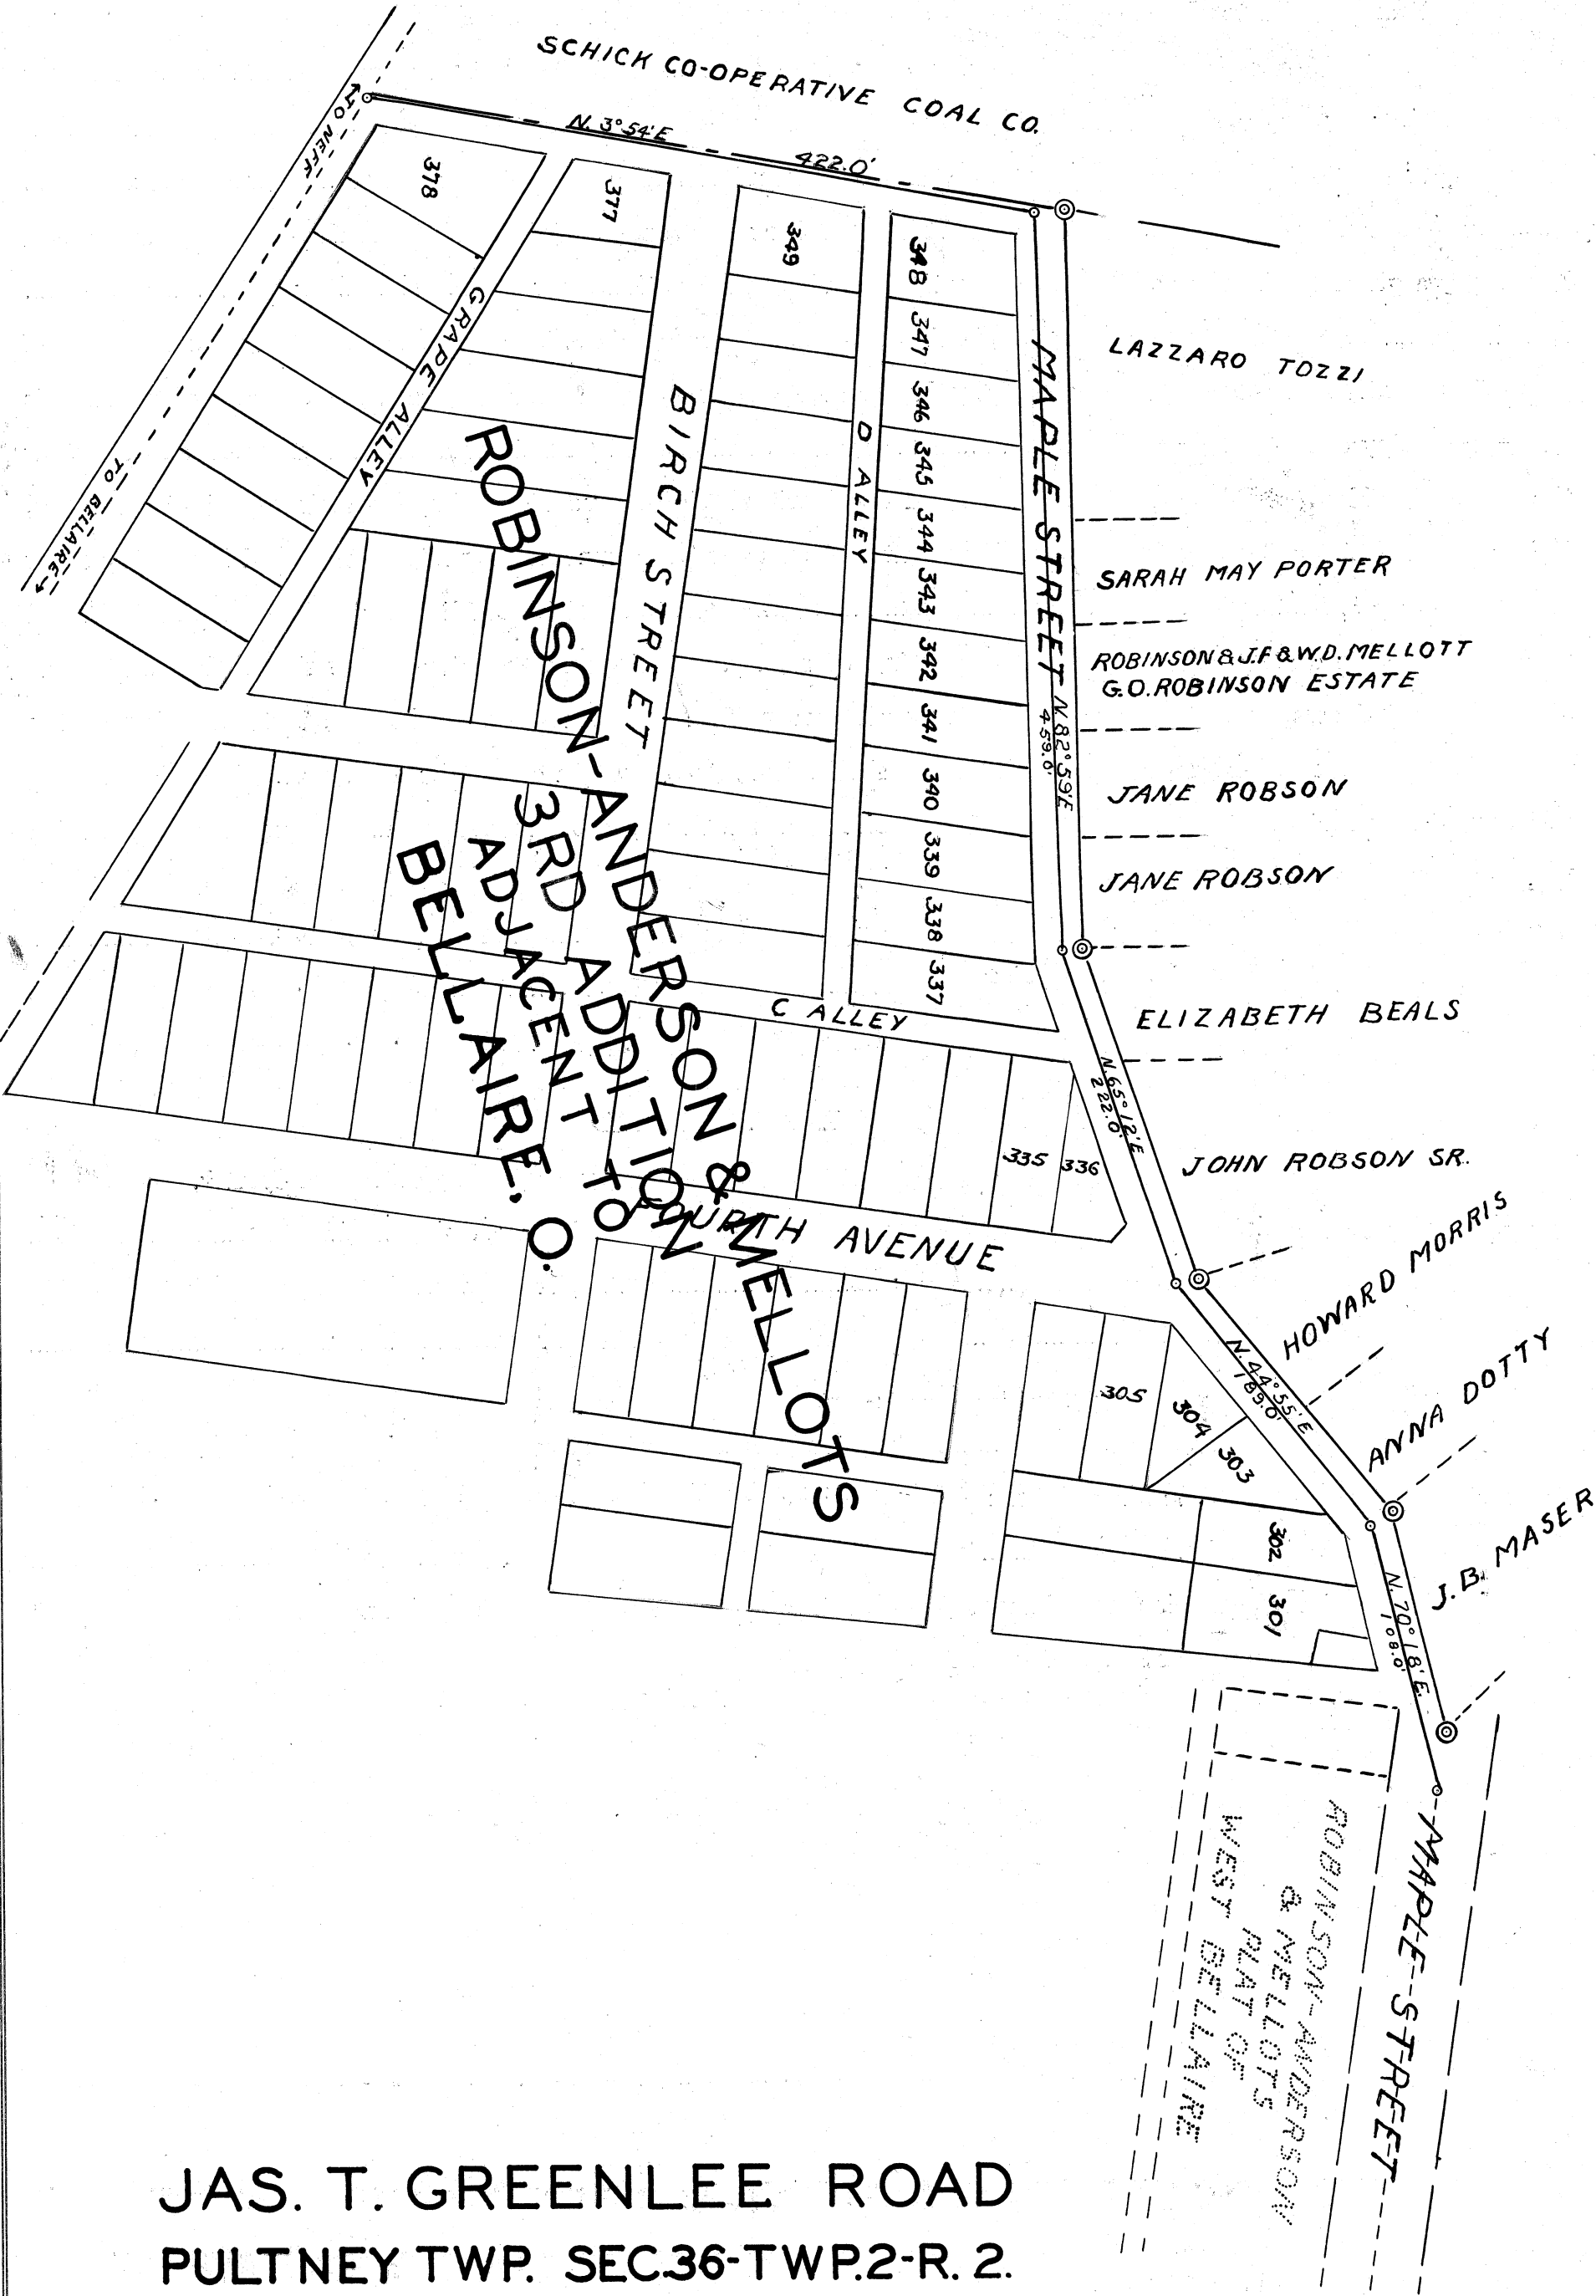 SCHICK CO-OPERATIVE COAL CO.
N. 3° 54' E
422.0'
TO NEFF
TO BELLAIRE
378
377
349
348
347
346
345
344
343
342
341
340
339
338
337
GRAPE ALLEY
BIRCH STREET
D ALLEY
MAPLE STREET
N. 82° 59' E
459.0'
LAZZARO TOZZI
SARAH MAY PORTER
ROBINSON & J.F & W.D. MELLOTT
G.O. ROBINSON ESTATE
JANE ROBSON
JANE ROBSON
ELIZABETH BEALS
JOHN ROBSON SR.
HOWARD MORRIS
ANNA DOTTY
J.B. MASER
ROBINSON-ANDERSON & MELLOTS
3RD ADDITION
ADJACENT TO
BELLAIRE. O.
C ALLEY
N. 65° 12' E
222.0'
335
336
FOURTH AVENUE
N. 44° 55' E
189.0'
305
304
303
302
301
N. 70° 18' E.
108.0'
MAPLE STREET
ROBINSON-ANDERSON
& MELLOTS
PLAT OF
WEST BELLAIRE
JAS. T. GREENLEE ROAD
PULTNEY TWP. SEC.36-TWP.2-R. 2.